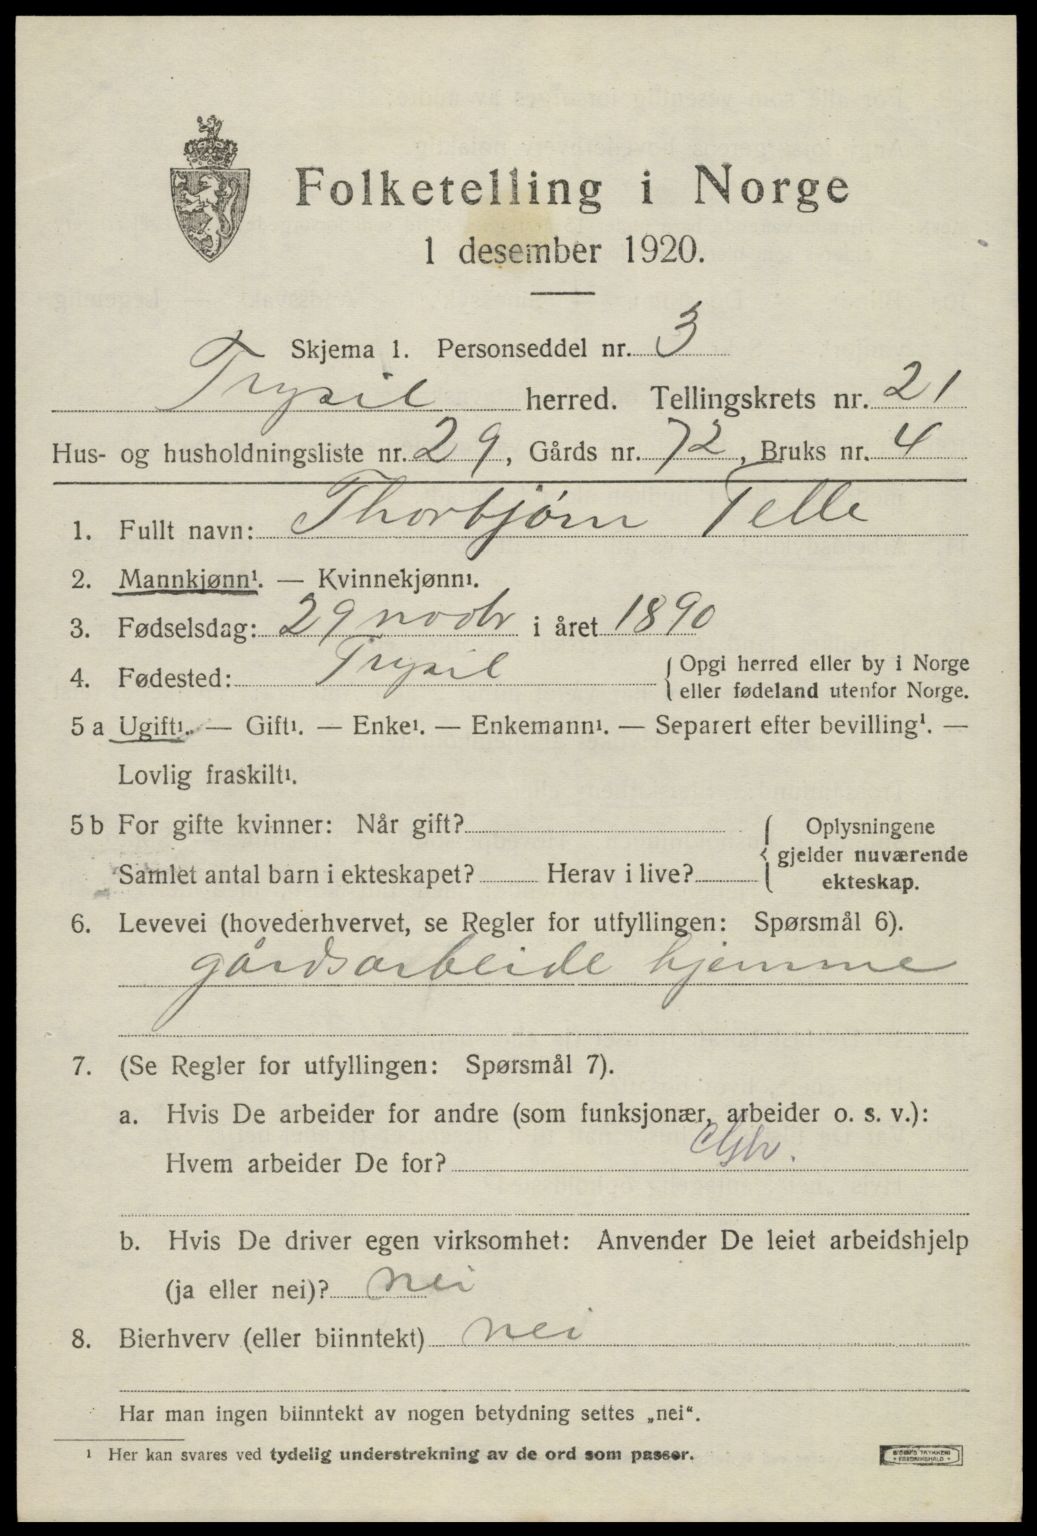 Folketelling i Norge
1 desember 1920.
Skjema 1. Personseddel nr. 3
Trysil herred. Tellingskrets nr. 21
Hus- og husholdningsliste nr. 29, Gårds nr. 72, Bruks nr. 4
1. Fullt navn: Thorbjørn Telle
2. Mannkjønn¹. — Kvinnekjønn¹.
3. Fødselsdag: 29 novbr i året 1890
4. Fødested: Trysil { Opgi herred eller by i Norge
eller fødeland utenfor Norge.
5 a Ugift¹. — Gift¹. — Enke¹. — Enkemann¹. — Separert efter bevilling¹. —
Lovlig fraskilt¹.
5 b For gifte kvinner: Når gift?
Samlet antal barn i ekteskapet? Herav i live?
{ Oplysningene
gjelder nuværende
ekteskap.
6. Levevei (hovederhvervet, se Regler for utfyllingen: Spørsmål 6).
gårdsarbeide hjemme
7. (Se Regler for utfyllingen: Spørsmål 7).
a. Hvis De arbeider for andre (som funksjonær, arbeider o. s. v.):
Hvem arbeider De for?
b. Hvis De driver egen virksomhet: Anvender De leiet arbeidshjelp
(ja eller nei)? nei
8. Bierhverv (eller biinntekt) nei
Har man ingen biinntekt av nogen betydning settes „nei“.
¹ Her kan svares ved tydelig understrekning av de ord som passer.